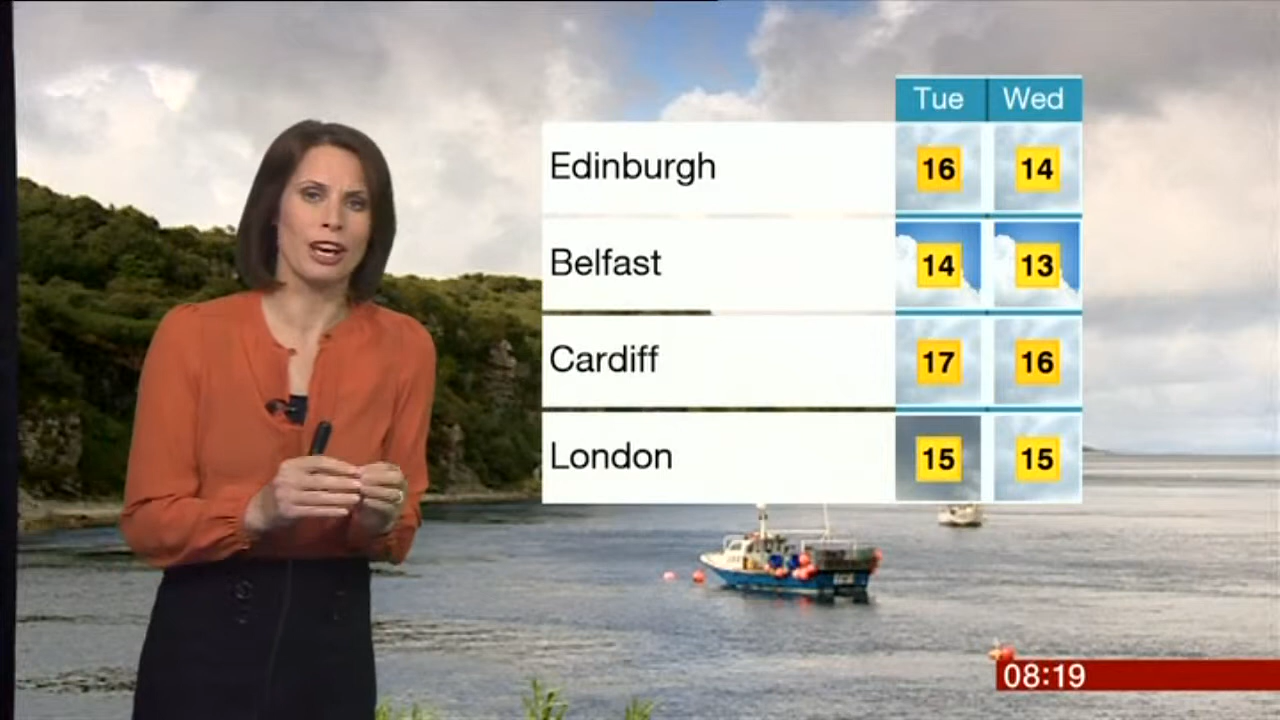 Tue Wed
Edinburgh 16 14
Belfast 14 13
Cardiff 17 16
London 15 15
08:19